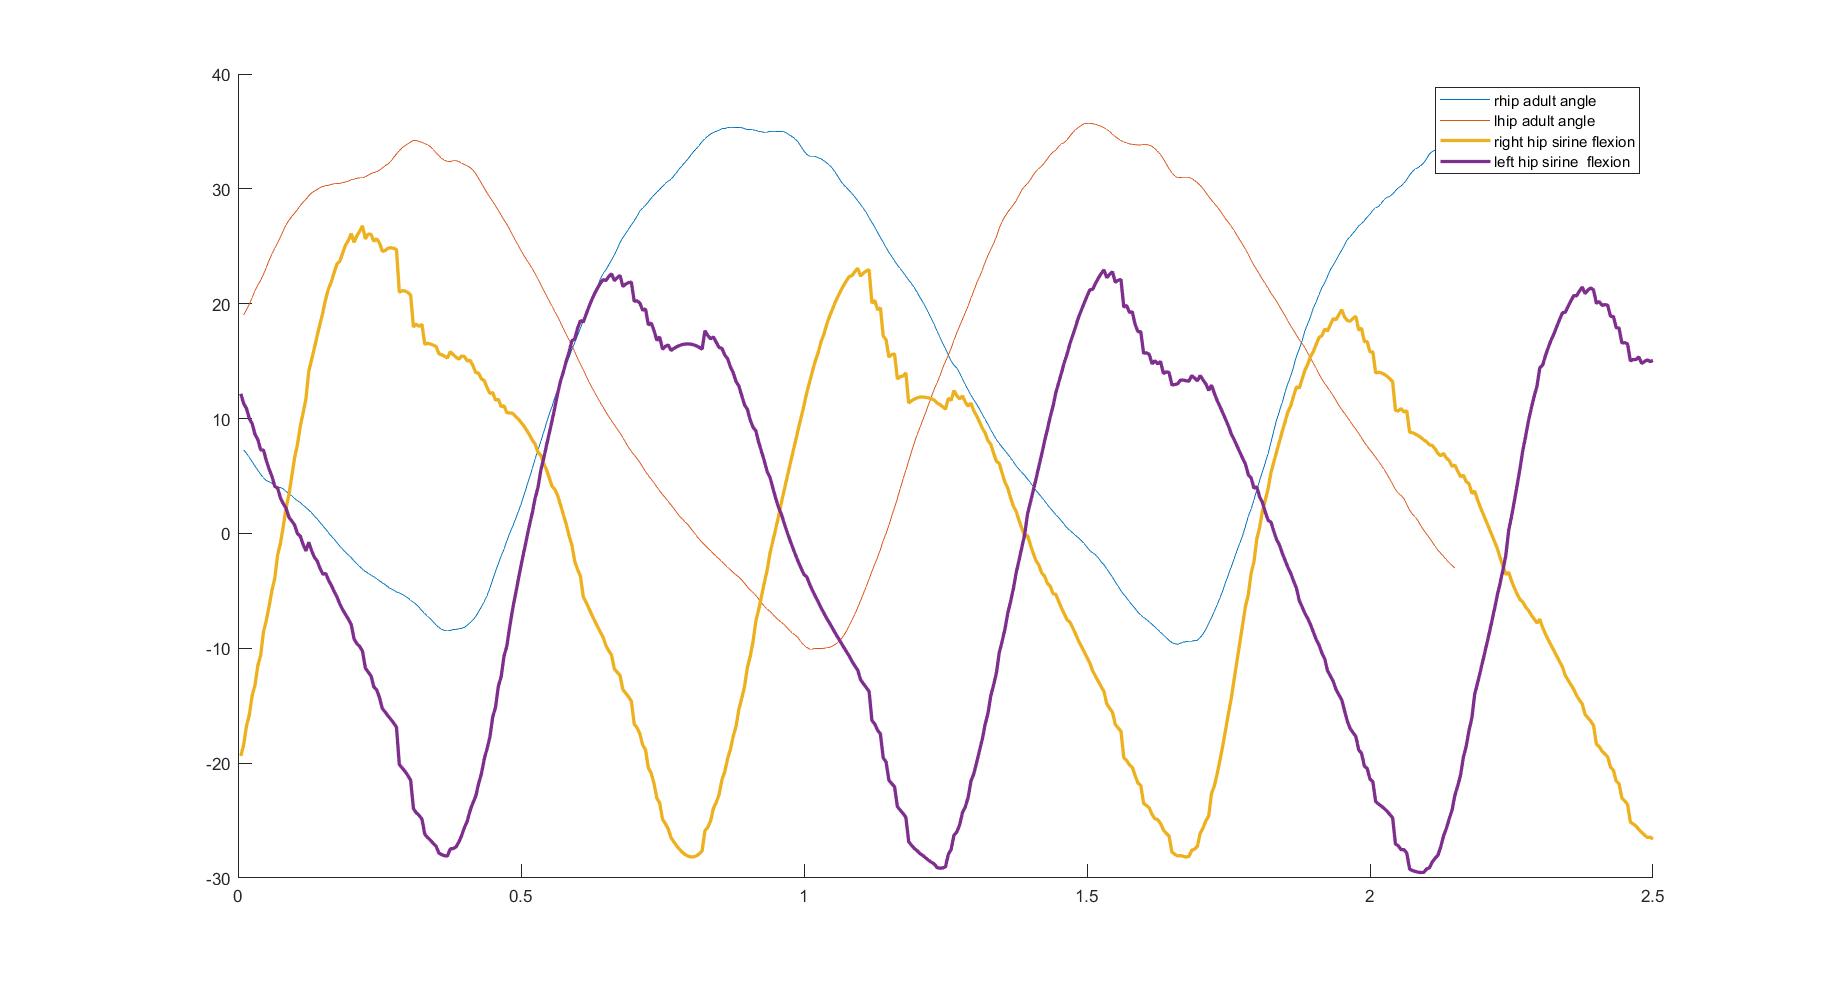 40
30
20
10
0
-10
-20
-30
0 0.5 1 1.5 2 2.5
rhip adult angle
lhip adult angle
right hip sirine flexion
left hip sirine  flexion